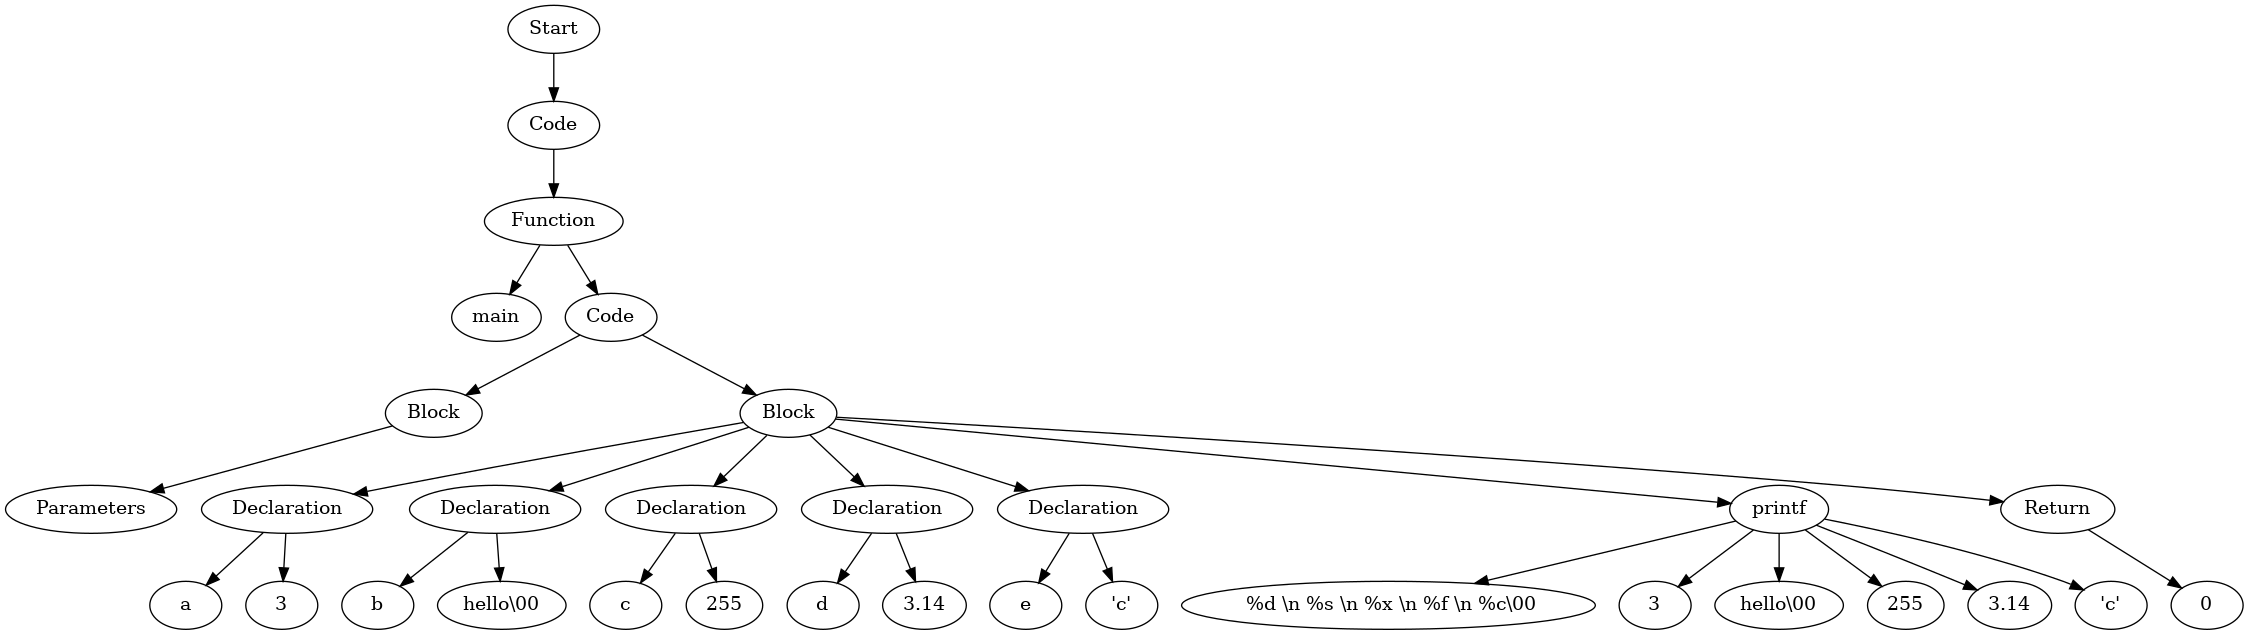 Start
Code
Function
main
Code
Block
Block
Parameters
Declaration
Declaration
Declaration
Declaration
Declaration
printf
Return
a
3
b
hello\00
c
255
d
3.14
e
'c'
%d \n %s \n %x \n %f \n %c\00
3
hello\00
255
3.14
'c'
0